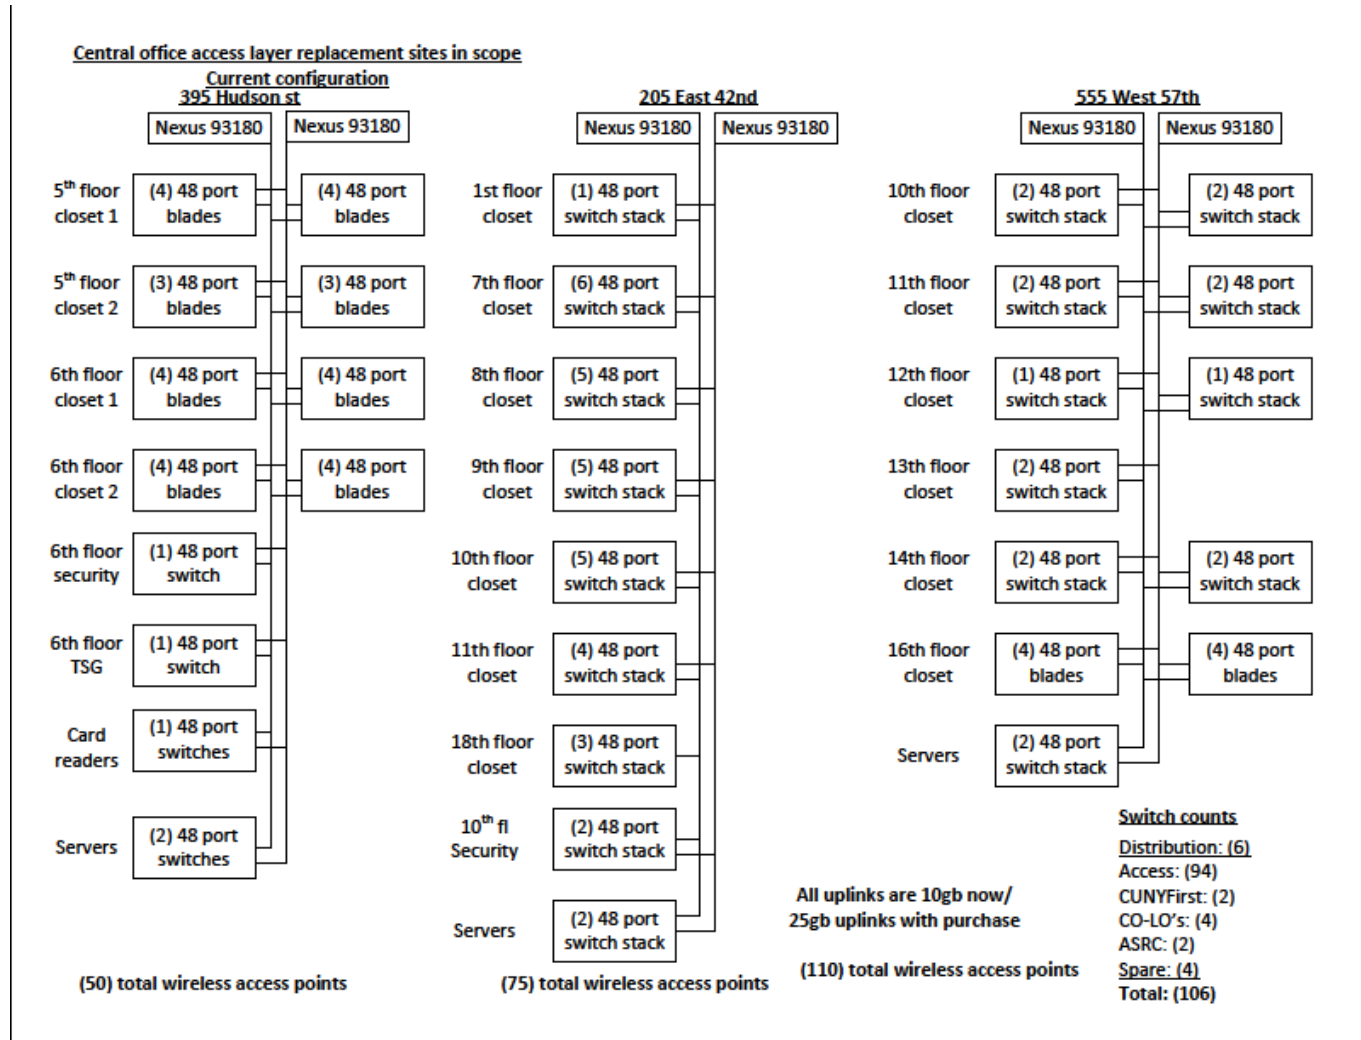 Central office access layer replacement sites in scope
Current configuration
395 Hudson st
Nexus 93180
Nexus 93180
5th floor
closet 1
(4) 48 port
blades
(4) 48 port
blades
5th floor
closet 2
(3) 48 port
blades
(3) 48 port
blades
6th floor
closet 1
(4) 48 port
blades
(4) 48 port
blades
6th floor
closet 2
(4) 48 port
blades
(4) 48 port
blades
6th floor
security
(1) 48 port
switch
6th floor
TSG
(1) 48 port
switch
Card
readers
(1) 48 port
switches
Servers
(2) 48 port
switches
(50) total wireless access points
205 East 42nd
Nexus 93180
Nexus 93180
1st floor
closet
(1) 48 port
switch stack
7th floor
closet
(6) 48 port
switch stack
8th floor
closet
(5) 48 port
switch stack
9th floor
closet
(5) 48 port
switch stack
10th floor
closet
(5) 48 port
switch stack
11th floor
closet
(4) 48 port
switch stack
18th floor
closet
(3) 48 port
switch stack
10th fl
Security
(2) 48 port
switch stack
Servers
(2) 48 port
switch stack
(75) total wireless access points
555 West 57th
Nexus 93180
Nexus 93180
10th floor
closet
(2) 48 port
switch stack
(2) 48 port
switch stack
11th floor
closet
(2) 48 port
switch stack
(2) 48 port
switch stack
12th floor
closet
(1) 48 port
switch stack
(1) 48 port
switch stack
13th floor
closet
(2) 48 port
switch stack
14th floor
closet
(2) 48 port
switch stack
(2) 48 port
switch stack
16th floor
closet
(4) 48 port
blades
(4) 48 port
blades
Servers
(2) 48 port
switch stack
All uplinks are 10gb now/
25gb uplinks with purchase
(110) total wireless access points
Switch counts
Distribution: (6)
Access: (94)
CUNYFirst: (2)
CO-LO's: (4)
ASRC: (2)
Spare: (4)
Total: (106)